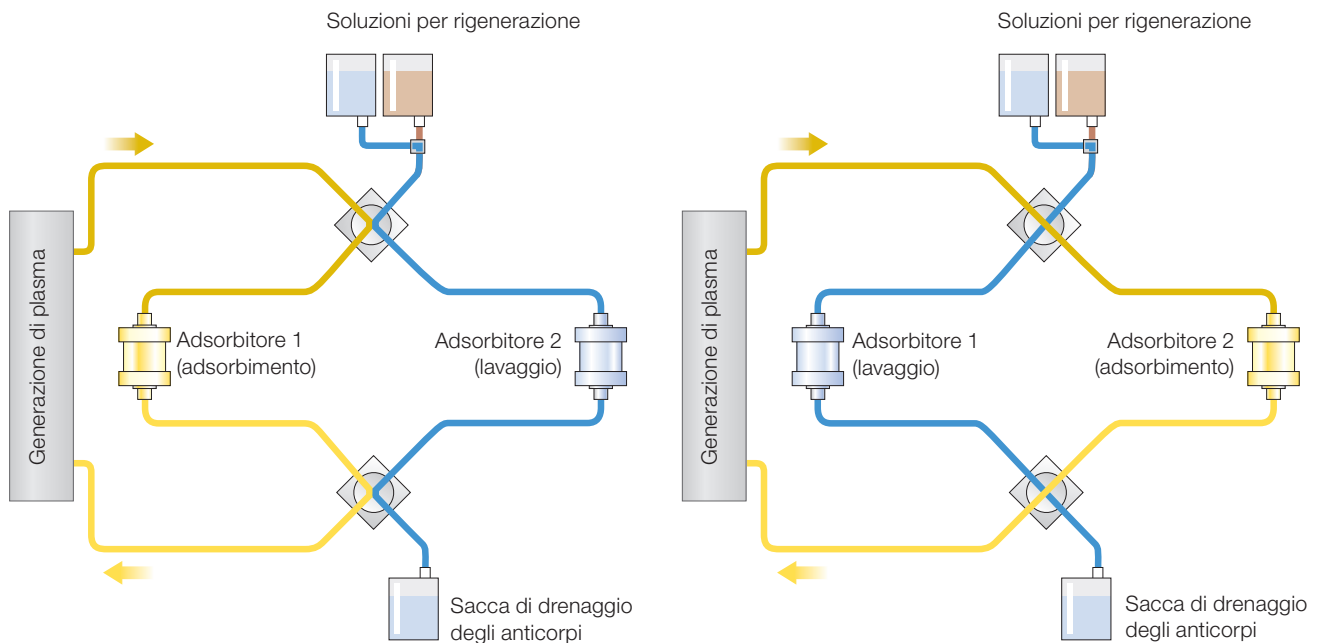 Soluzioni per rigenerazione
Generazione di plasma
Adsorbitore 1
(adsorbimento)
Adsorbitore 2
(lavaggio)
Sacca di drenaggio
degli anticorpi
Soluzioni per rigenerazione
Generazione di plasma
Adsorbitore 1
(lavaggio)
Adsorbitore 2
(adsorbimento)
Sacca di drenaggio
degli anticorpi